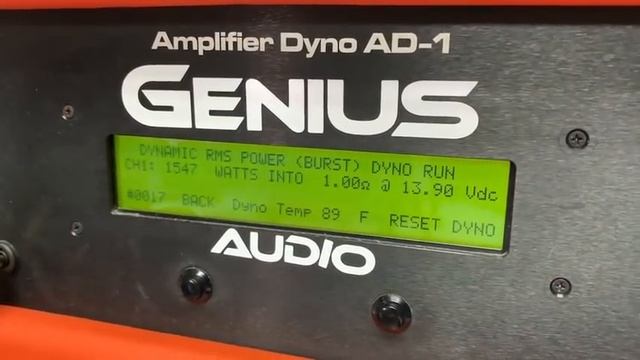 Amplifier Dyno AD-1
GENIUS
DYNAMIC RMS POWER (BURST) DYNO RUN
CH1: 1547 WATTS INTO 1.00Ω @ 13.90 Vdc
#0017 BACK Dyno Temp 89 F RESET DYNO
AUDIO